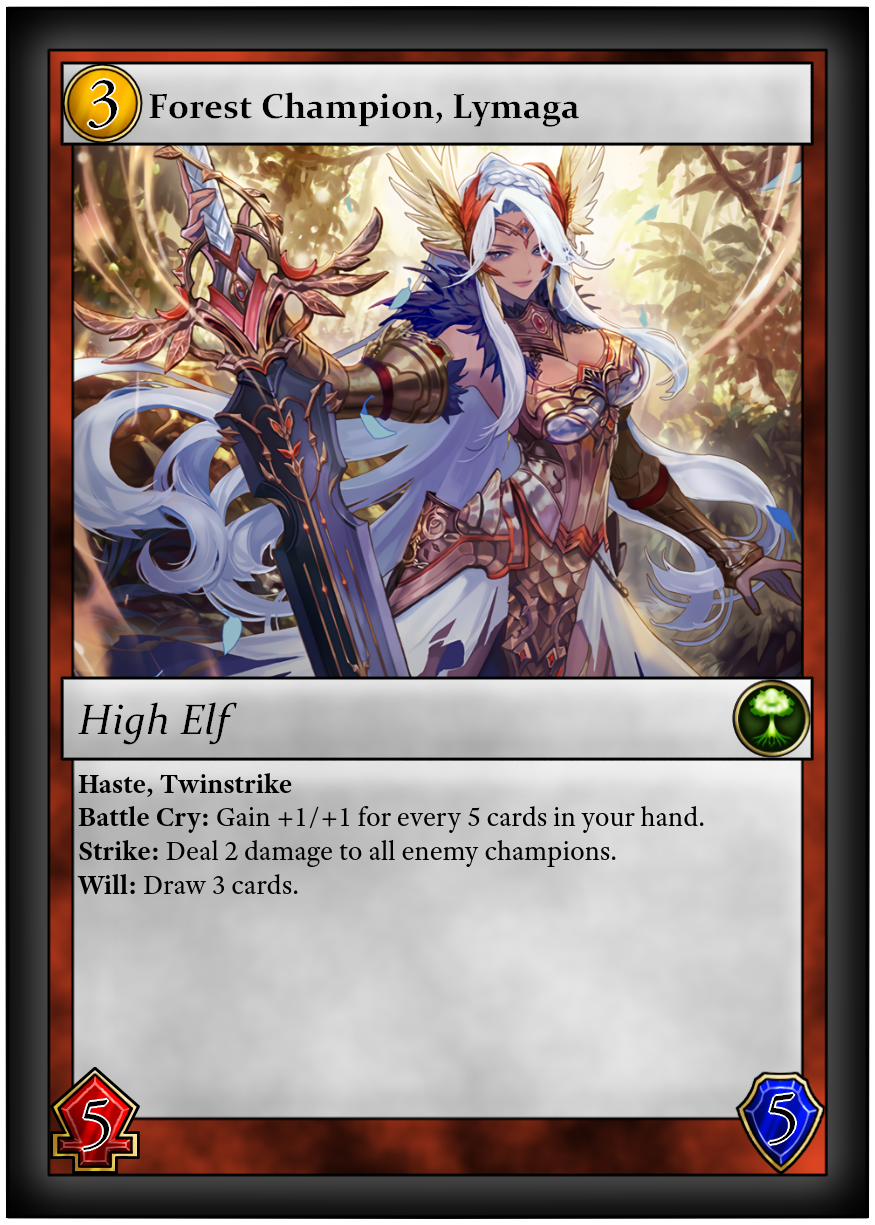 3 Forest Champion, Lymaga
High Elf
Haste, Twinstrike
Battle Cry: Gain +1/+1 for every 5 cards in your hand.
Strike: Deal 2 damage to all enemy champions.
Will: Draw 3 cards.
5 5